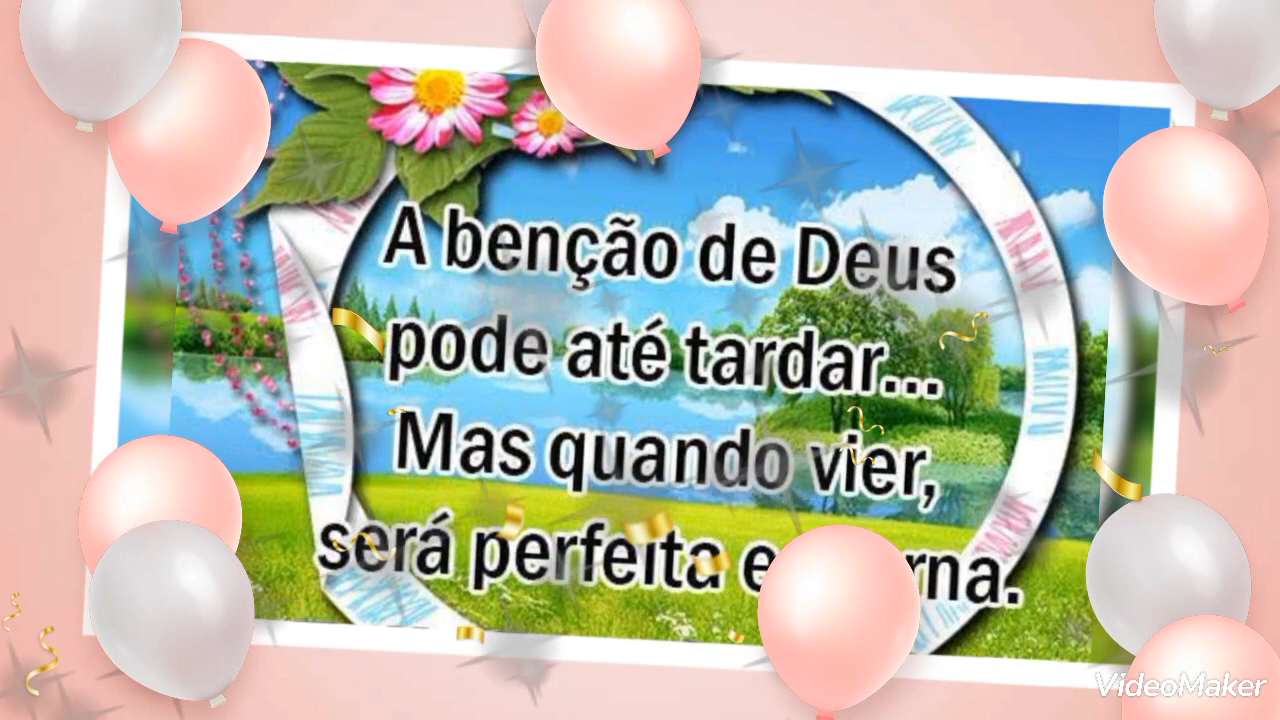 A benção de Deus
pode até tardar...
Mas quando vier,
será perfeita e
VideoMaker